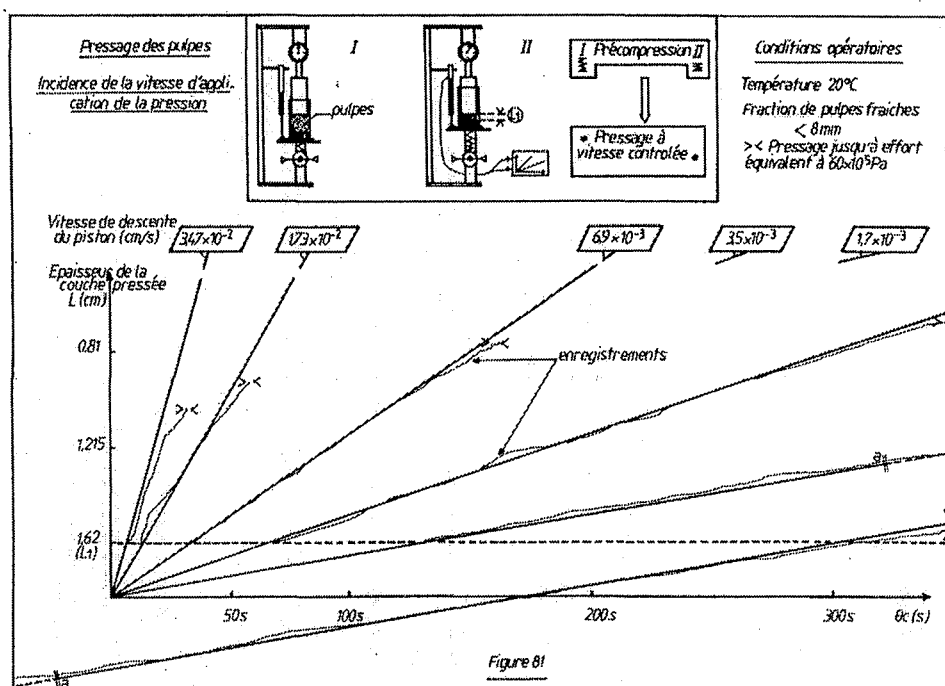 Pressage des pulpes
Incidence de la vitesse d'appli-
cation de la pression
I
pulpes
II
(L1)
I Précompression II
* Pressage à
vitesse controlée *
Conditions opératoires
Température 20°C
Fraction de pulpes fraiches
< 8mm
>< Pressage jusqu'à effort
équivalent à 60x10⁵Pa
Vitesse de descente
du piston (cm/s)
3.47x10⁻²
1.73x10⁻²
6.9x10⁻³
3.5x10⁻³
1.7x10⁻³
Epaisseur de la
couche pressée
L (cm)
0.81
enregistrements
1.215
a
1.62
(L1)
50s
100s
200s
300s
θc (s)
a
Figure 81